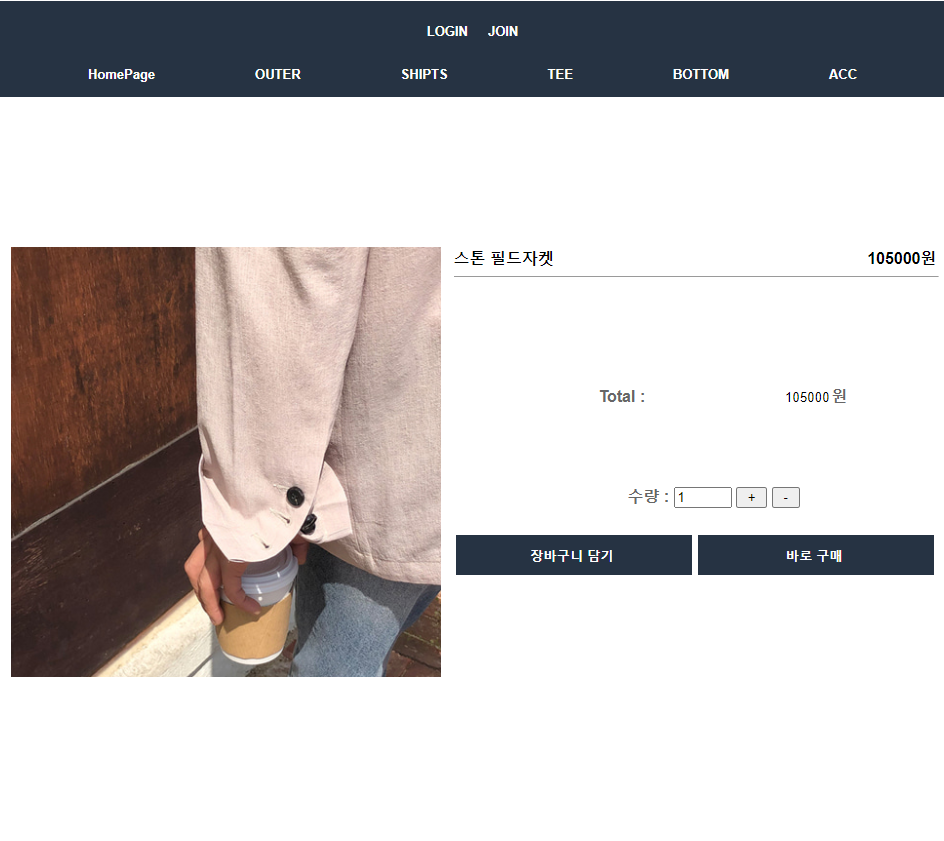 LOGIN JOIN
HomePage OUTER SHIPTS TEE BOTTOM ACC
스톤 필드자켓 105000원
Total : 105000 원
수량 : 1 + -
장바구니 담기 바로 구매